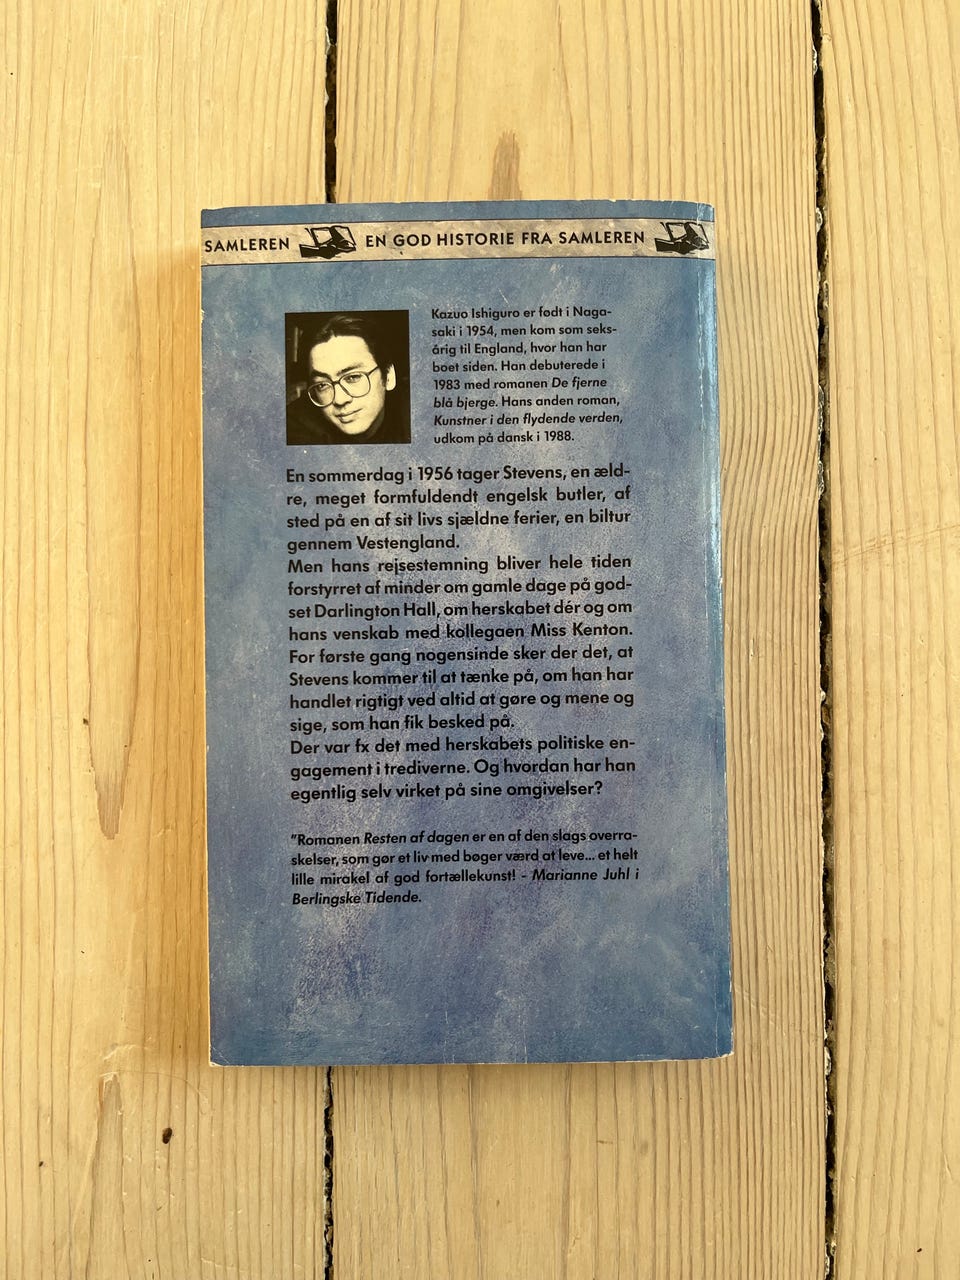 SAMLEREN EN GOD HISTORIE FRA SAMLEREN
Kazuo Ishiguro er født i Naga-
saki i 1954, men kom som seks-
årig til England, hvor han har
boet siden. Han debuterede i
1983 med romanen De fjerne
blå bjerge. Hans anden roman,
Kunstner i den flydende verden,
udkom på dansk i 1988.
En sommerdag i 1956 tager Stevens, en æld-
re, meget formfuldendt engelsk butler, af
sted på en af sit livs sjældne ferier, en biltur
gennem Vestengland.
Men hans rejsestemning bliver hele tiden
forstyrret af minder om gamle dage på god-
set Darlington Hall, om herskabet dér og om
hans venskab med kollegaen Miss Kenton.
For første gang nogensinde sker der det, at
Stevens kommer til at tænke på, om han har
handlet rigtigt ved altid at gøre og mene og
sige, som han fik besked på.
Der var fx det med herskabets politiske en-
gagement i trediverne. Og hvordan har han
egentlig selv virket på sine omgivelser?
"Romanen Resten af dagen er en af den slags overra-
skelser, som gør et liv med bøger værd at leve... et helt
lille mirakel af god fortællekunst! - Marianne Juhl i
Berlingske Tidende.